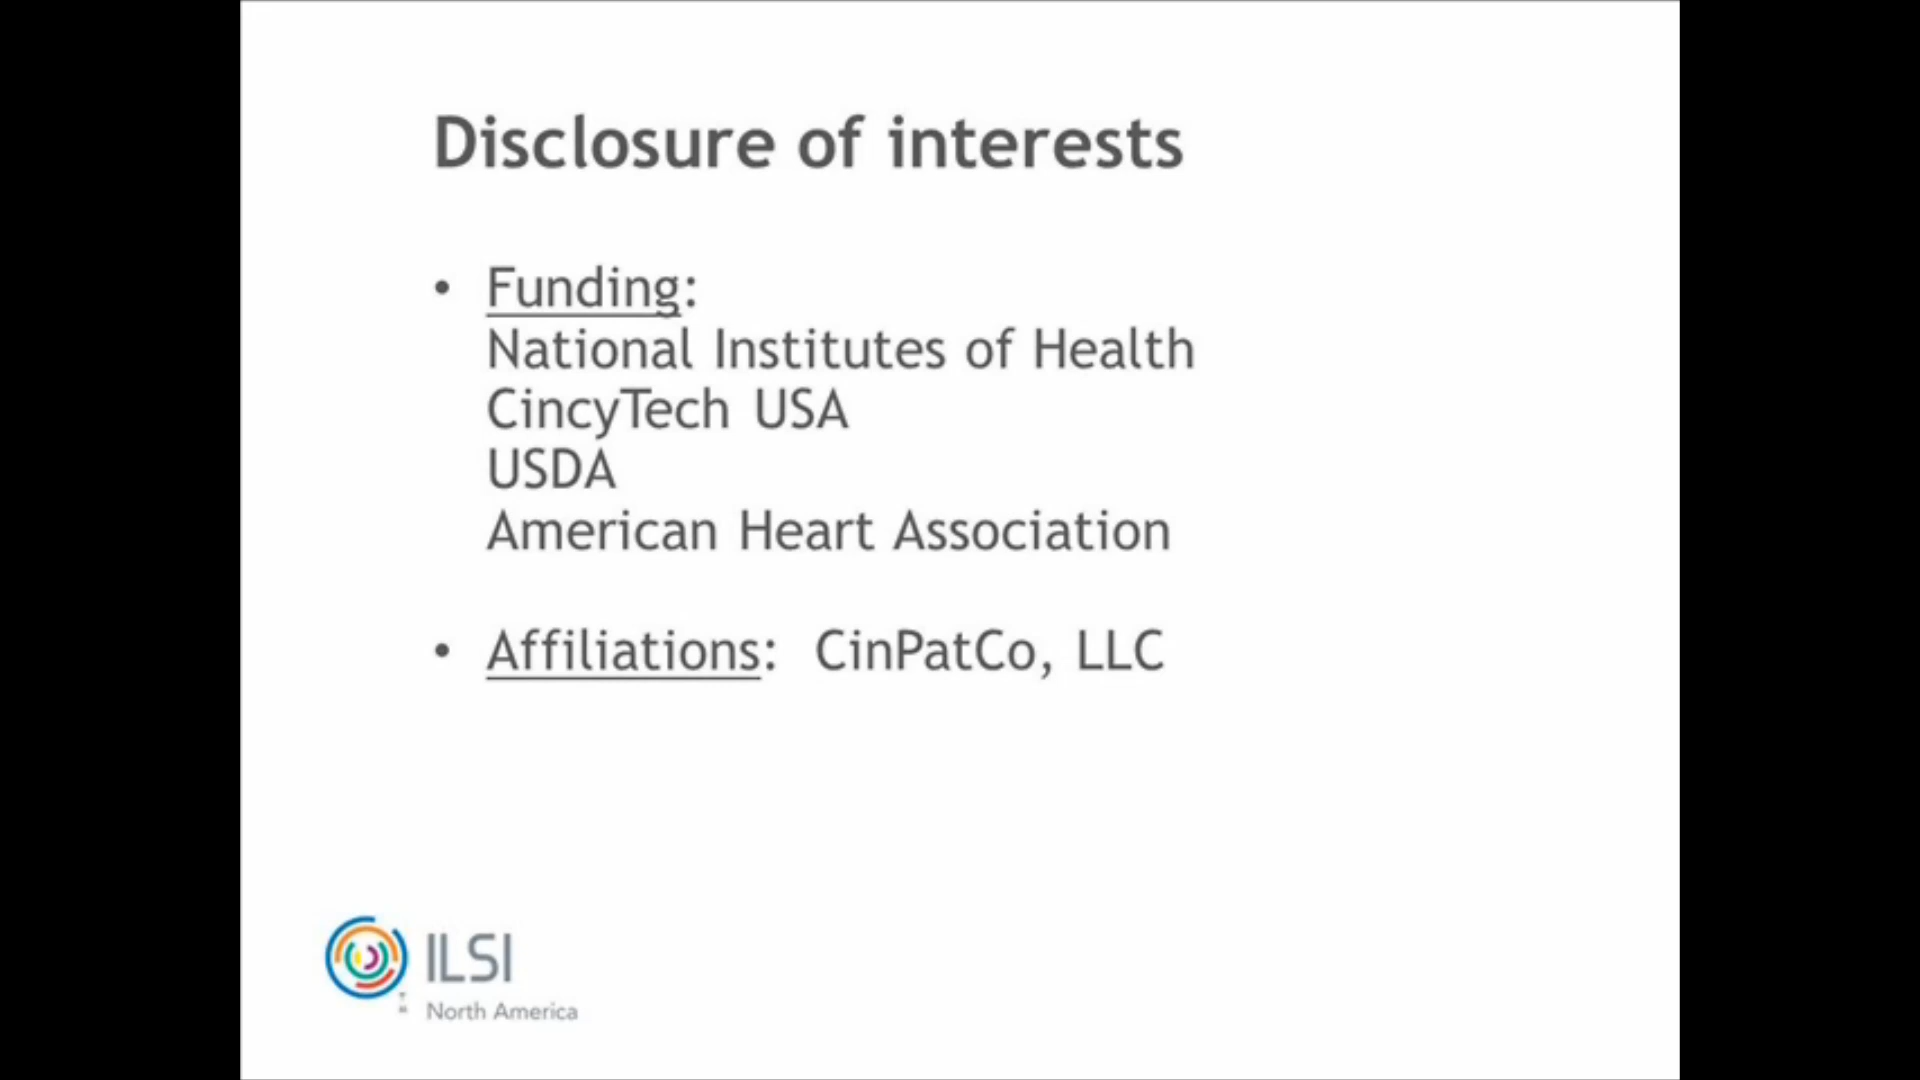 Disclosure of interests
• Funding:
National Institutes of Health
CincyTech USA
USDA
American Heart Association
• Affiliations: CinPatCo, LLC
ILSI
North America